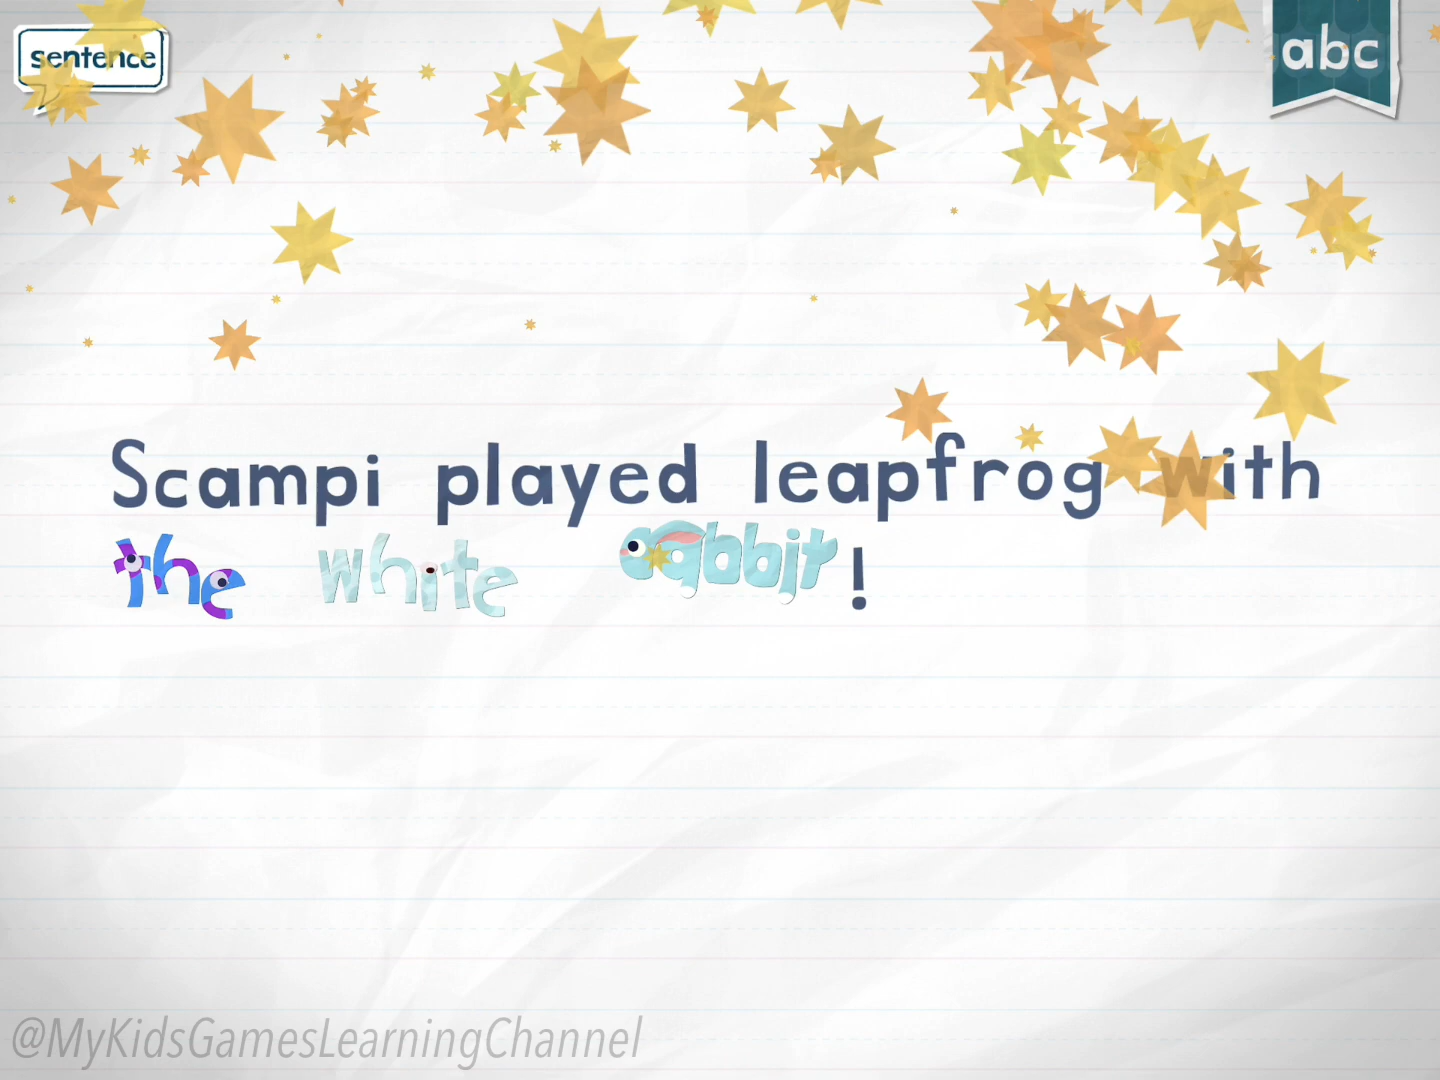 sentence
abc
Scampi played leapfrog with
the white rabbit!
@MyKidsGamesLearningChannel